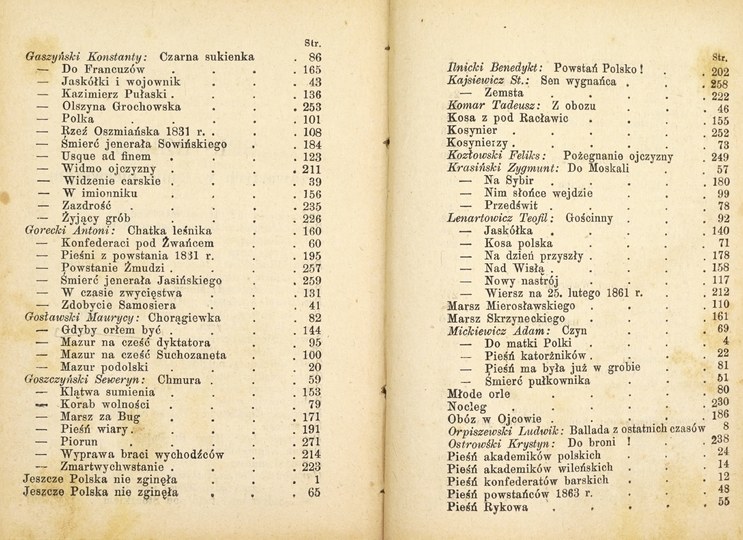 Str.
Gaszyński Konstanty: Czarna sukienka . 86
— Do Francuzów . . . . 165
— Jaskółki i wojownik . . . 43
— Kazimierz Pułaski . . . . 136
— Olszyna Grochowska . . . 253
— Polka . . . . 101
— Rzeź Oszmiańska 1831 r. . . . 108
— Śmierć jenerała Sowińskiego . . 184
— Usque ad finem . . . . 123
— Widmo ojczyzny . . . . 211
— Widzenie carskie . . . . 39
— W imionniku . . . . 156
— Zazdrość . . . . 235
— Żyjący grób . . . . 226
Gorecki Antoni: Chatka leśnika . . 160
— Konfederaci pod Żwańcem . . 60
— Pieśni z powstania 1831 r. . . . 195
— Powstanie Żmudzi . . . . 257
— Śmierć jenerała Jasińskiego . . 259
— W czasie zwycięstwa . . . 131
— Zdobycie Samosiera . . . 41
Gosławski Maurycy: Chorągiewka . . 82
— Gdyby orłem być . . . . 144
— Mazur na cześć dyktatora . . 95
— Mazur na cześć Suchozaneta . . 100
— Mazur podolski . . . . 20
Goszczyński Seweryn: Chmura . . . 59
— Klątwa sumienia . . . . 153
— Korab wolności . . . . 79
— Marsz za Bug . . . . 171
— Pieśń wiary . . . . 191
— Piorun . . . . 271
— Wyprawa braci wychodźców . . 214
— Zmartwychwstanie . . . . 223
Jeszcze Polska nie zginęła . . . 1
Jeszcze Polska nie zginęła . . . 65
Str.
Ilnicki Benedykt: Powstań Polsko! . . 202
Kajsiewicz St.: Sen wygnańca . . . 258
— Zemsta . . . . 222
Komar Tadeusz: Z obozu . . . 46
Kosa z pod Racławic . . . . 155
Kosynier . . . . 252
Kosynierzy . . . . 73
Kozłowski Feliks: Pożegnanie ojczyzny . 249
Krasiński Zygmunt: Do Moskali . . 57
— Na Sybir . . . . 180
— Nim słońce wejdzie . . . 99
— Przedświt . . . . 78
Lenartowicz Teofil: Gościnny . . . 92
— Jaskółka . . . . 140
— Kosa polska . . . . 71
— Na dzień przyszły . . . . 178
— Nad Wisłą . . . . 158
— Nowy nastrój . . . . 117
— Wiersz na 25. lutego 1861 r. . . 212
Marsz Mierosławskiego . . . 110
Marsz Skrzyneckiego . . . . 161
Mickiewicz Adam: Czyn . . . 69
— Do matki Polki . . . . 4
— Pieśń katorżników . . . . 22
— Pieśń ma była już w grobie . . 81
— Śmierć pułkownika . . . 51
Młode orle . . . . 80
Nocleg . . . . 230
Obóz w Ojcowie . . . . 186
Orpiszewski Ludwik: Ballada z ostatnich czasów 8
Ostrowski Krystyn: Do broni ! . . 238
Pieśń akademików polskich . . . 24
Pieśń akademików wileńskich . . . 14
Pieśń konfederatów barskich . . . 12
Pieśń powstańców 1863 r. . . . 48
Pieśń Rykowa . . . . 55